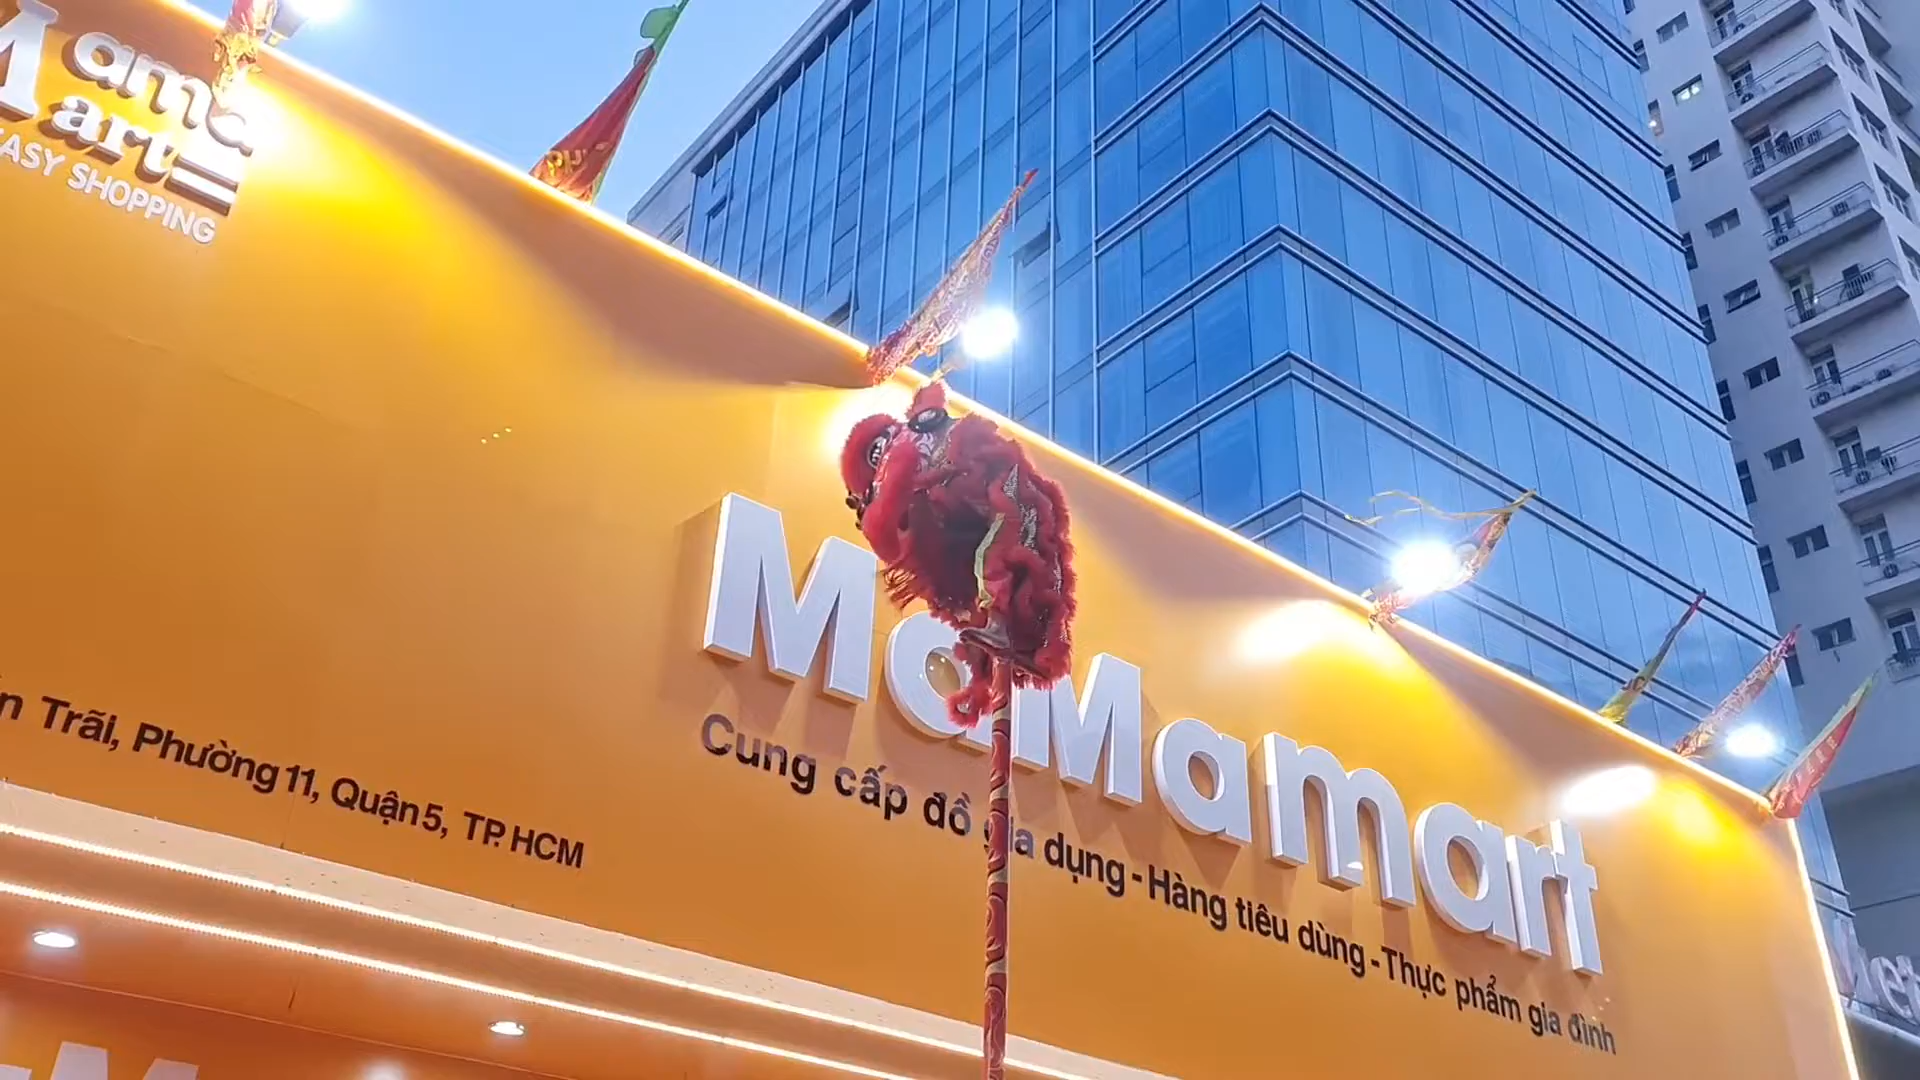 Mama
art
EASY SHOPPING
MaMamart
Cung cấp đồ gia dụng - Hàng tiêu dùng - Thực phẩm gia đình
Trãi, Phường 11, Quận 5, TP. HCM